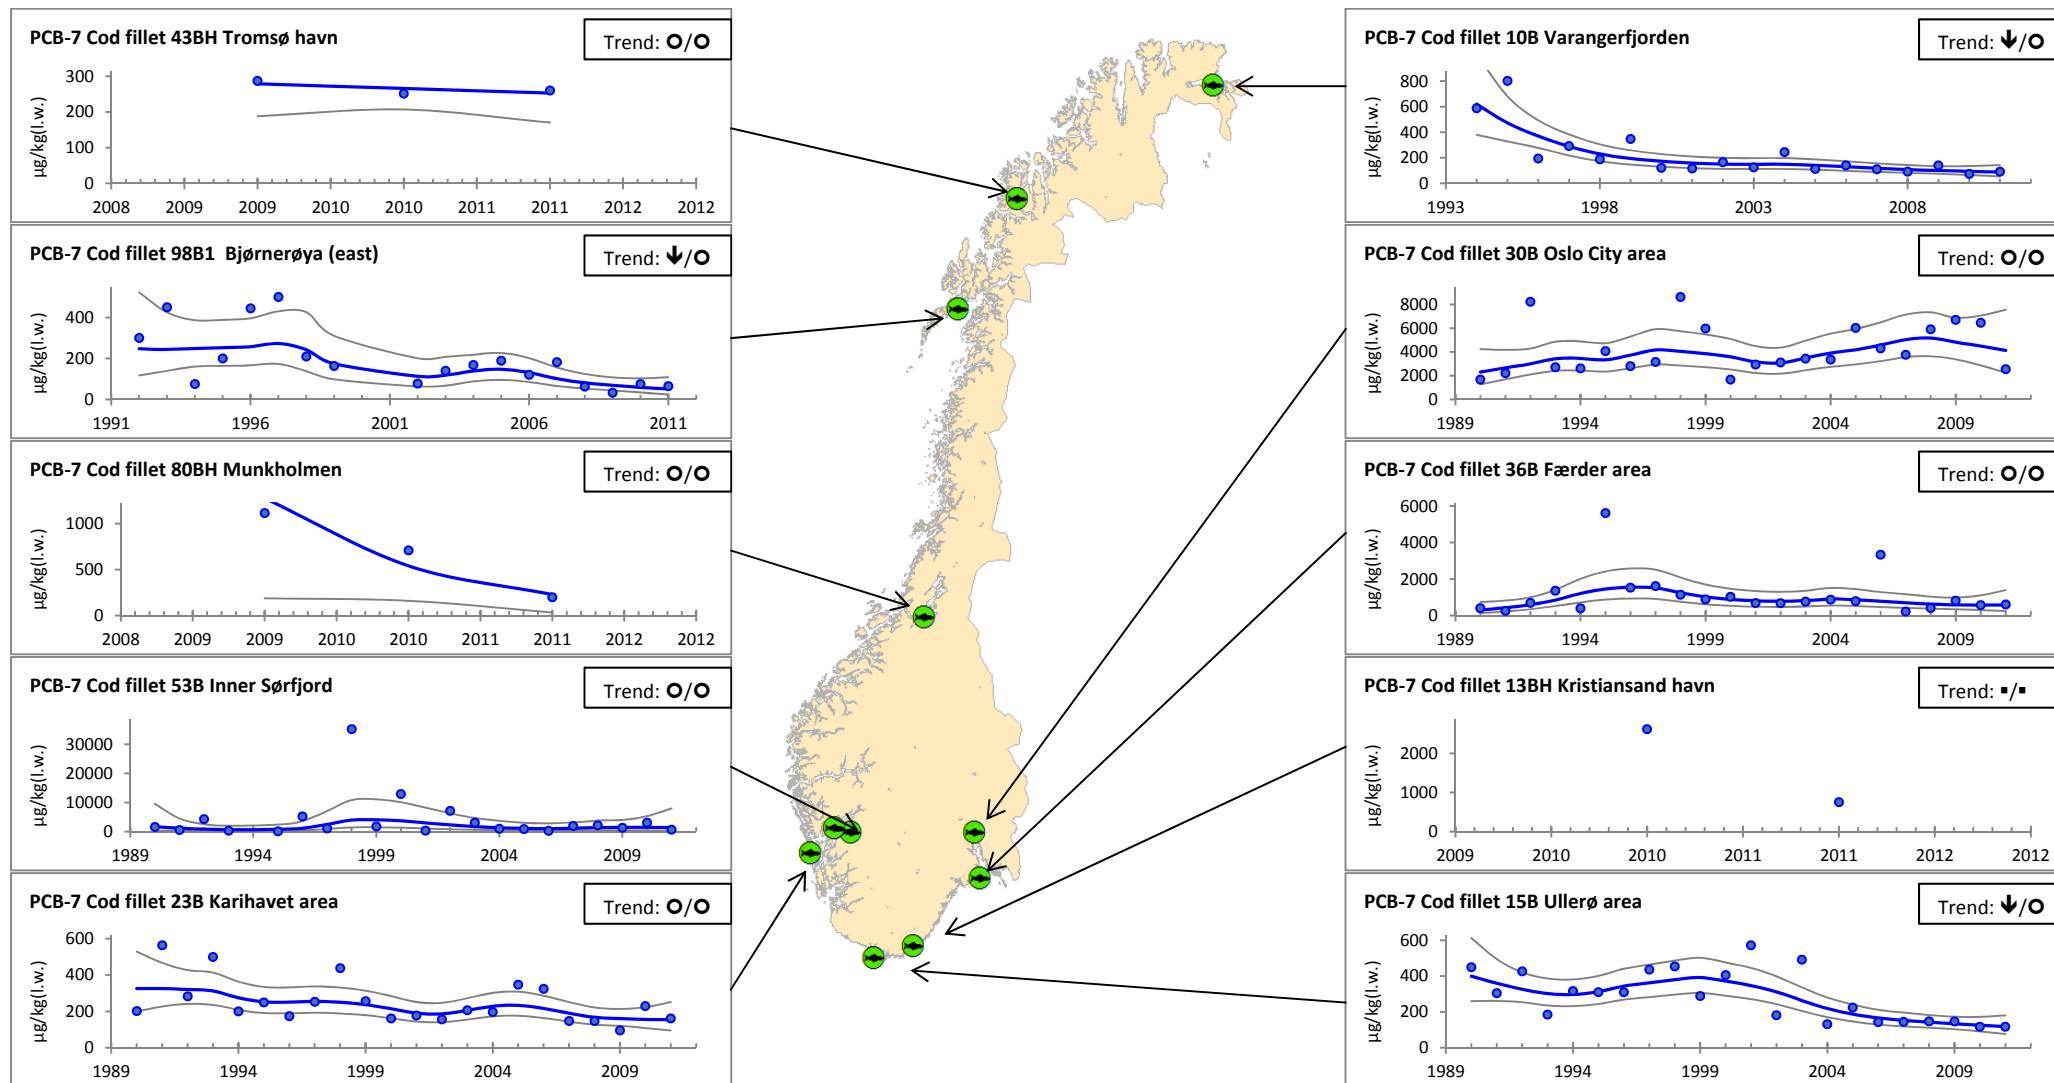 PCB-7 Cod fillet 43BH Tromsø havn
Trend: O/O
µg/kg(l.w.)
300
200
100
0
2008 2009 2009 2010 2010 2011 2011 2012 2012
PCB-7 Cod fillet 98B1 Bjørnerøya (east)
Trend: 🡻/O
µg/kg(l.w.)
400
200
0
1991 1996 2001 2006 2011
PCB-7 Cod fillet 80BH Munkholmen
Trend: O/O
µg/kg(l.w.)
1000
500
0
2008 2009 2009 2010 2010 2011 2011 2012 2012
PCB-7 Cod fillet 53B Inner Sørfjord
Trend: O/O
µg/kg(l.w.)
30000
20000
10000
0
1989 1994 1999 2004 2009
PCB-7 Cod fillet 23B Karihavet area
Trend: O/O
µg/kg(l.w.)
600
400
200
0
1989 1994 1999 2004 2009
PCB-7 Cod fillet 10B Varangerfjorden
Trend: 🡻/O
µg/kg(l.w.)
800
600
400
200
0
1993 1998 2003 2008
PCB-7 Cod fillet 30B Oslo City area
Trend: O/O
µg/kg(l.w.)
8000
6000
4000
2000
0
1989 1994 1999 2004 2009
PCB-7 Cod fillet 36B Færder area
Trend: O/O
µg/kg(l.w.)
6000
4000
2000
0
1989 1994 1999 2004 2009
PCB-7 Cod fillet 13BH Kristiansand havn
Trend: ▪/▪
µg/kg(l.w.)
2000
1000
0
2009 2010 2010 2011 2011 2012 2012
PCB-7 Cod fillet 15B Ullerø area
Trend: 🡻/O
µg/kg(l.w.)
600
400
200
0
1989 1994 1999 2004 2009